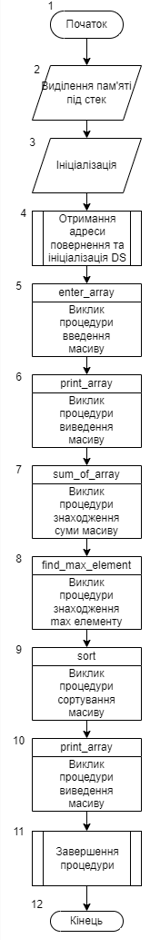 1
Початок
2
Виділення пам'яті
під стек
3
Ініціалізація
4
Отримання
адреси
повернення та
ініціалізація DS
5
enter_array
Виклик
процедури
введення
масиву
6
print_array
Виклик
процедури
виведення
масиву
7
sum_of_array
Виклик
процедури
знаходження
суми масиву
8
find_max_element
Виклик
процедури
знаходження
max елементу
9
sort
Виклик
процедури
сортування
масиву
10
print_array
Виклик
процедури
виведення
масиву
11
Завершення
процедури
12
Кінець